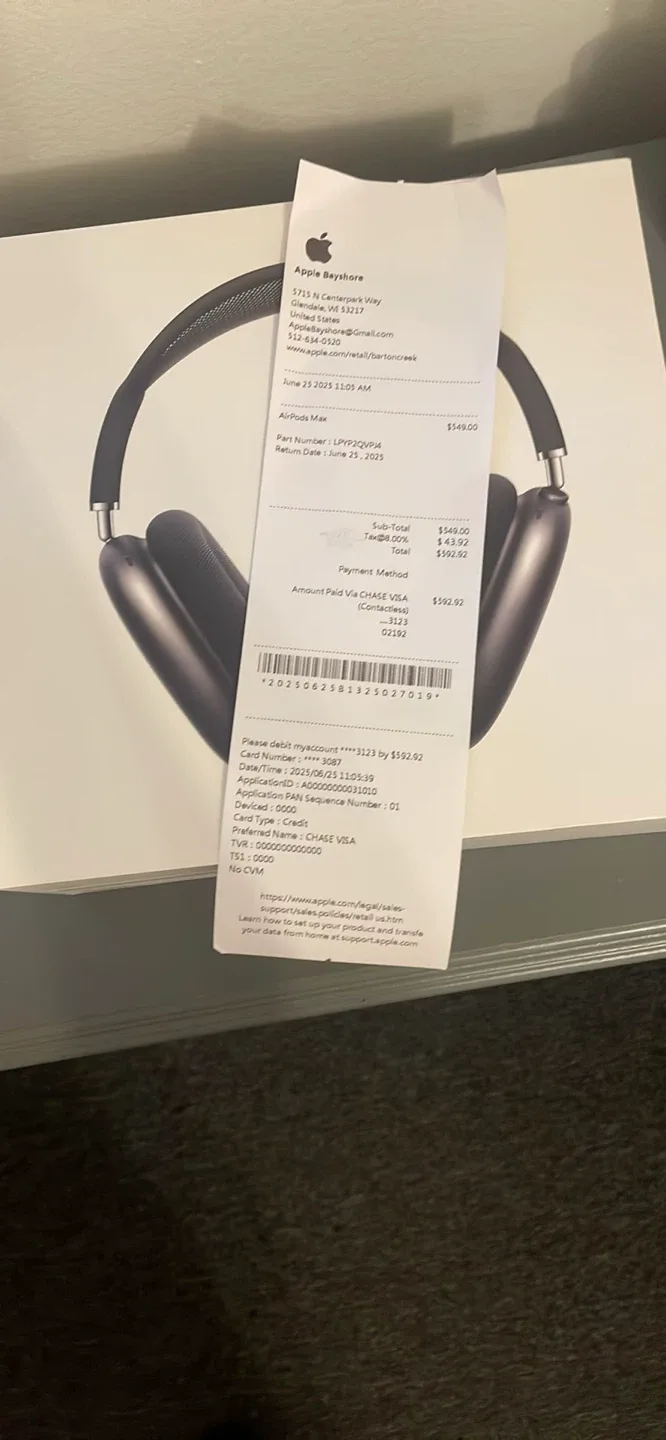 Apple Bayshore
5715 N Centerpark Way
Glendale, WI 53217
United States
AppleBayshore@Gmail.com
512-634-0520
www.apple.com/retail/bartoncreek
June 25 2025 11:05 AM
AirPods Max $549.00
Part Number : LPYP2QVPJ4
Return Date : June 25 , 2025
Sub-Total $549.00
Tax@8.00% $ 43.92
Total $592.92
Payment Method
Amount Paid Via CHASE VISA $592.92
(Contactless)
....3123
02192
*2025062581325027019*
Please debit myaccount ****3123 by $592.92
Card Number : **** 3087
Date/Time : 2025/06/25 11:05:39
ApplicationID : A00000000031010
Application PAN Sequence Number : 01
Deviced : 0000
Card Type : Credit
Preferred Name : CHASE VISA
TVR : 0000000000000
TS1 : 0000
No CVM
https://www.apple.com/legal/sales-
support/sales.policies/retail us.htm
Learn how to set up your product and transfe
your data from home at support.apple.com